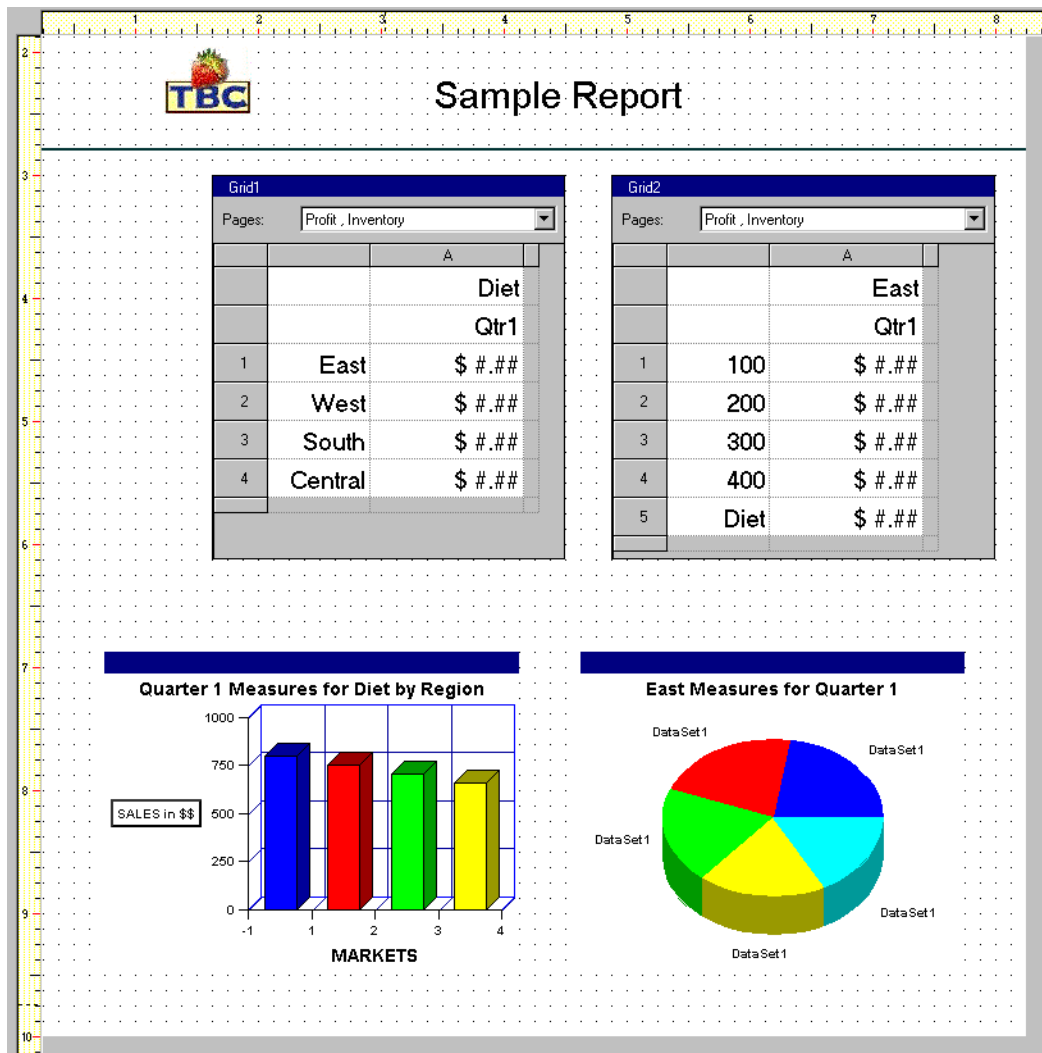 1 2 3 4 5 6 7 8
2
TBC
Sample Report
3
Grid1
Pages: Profit , Inventory
A
Diet
Qtr1
1 East $ #.##
2 West $ #.##
3 South $ #.##
4 Central $ #.##
Grid2
Pages: Profit , Inventory
A
East
Qtr1
1 100 $ #.##
2 200 $ #.##
3 300 $ #.##
4 400 $ #.##
5 Diet $ #.##
4
5
6
7
Quarter 1 Measures for Diet by Region
1000
750
SALES in $$ 500
250
0
-1 1 2 3 4
MARKETS
East Measures for Quarter 1
DataSet1
DataSet1
DataSet1
DataSet1
DataSet1
8
9
10